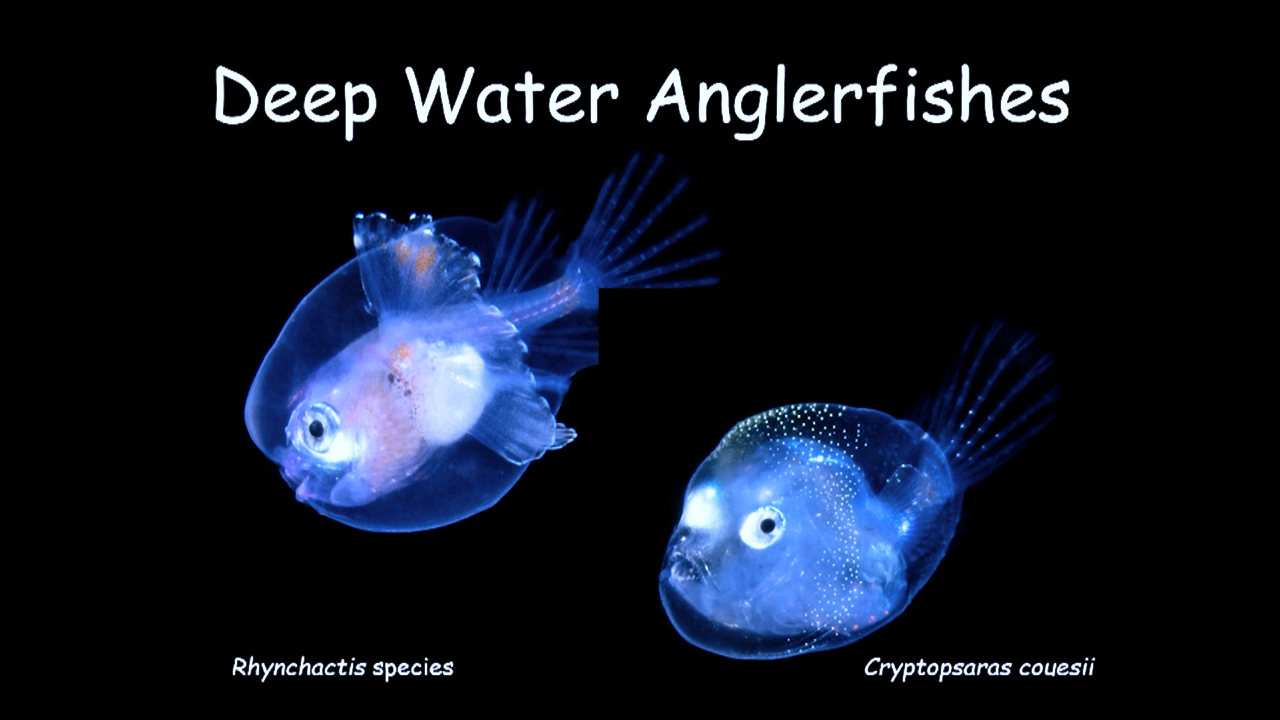 Deep Water Anglerfishes
Rhynchactis species
Cryptopsaras couesii